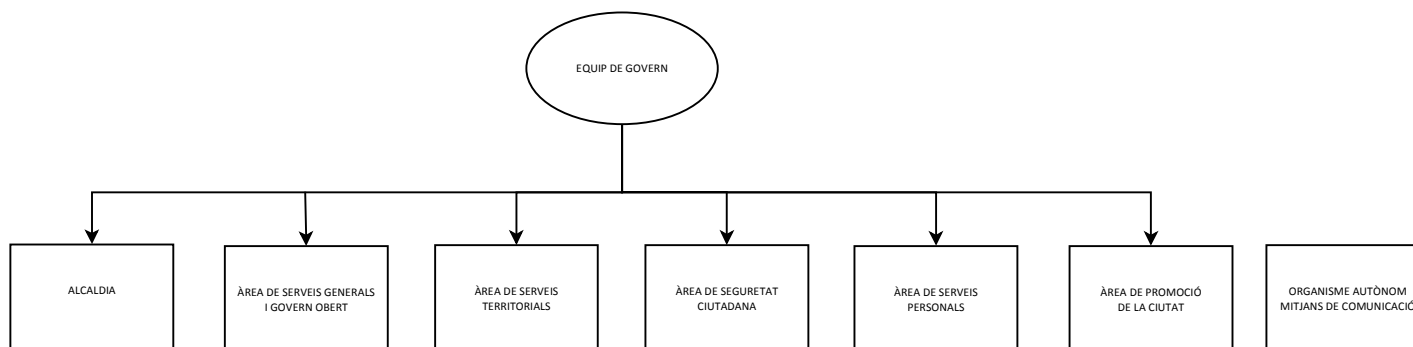 EQUIP DE GOVERN
ALCALDIA
ÀREA DE SERVEIS GENERALS
I GOVERN OBERT
ÀREA DE SERVEIS
TERRITORIALS
ÀREA DE SEGURETAT
CIUTADANA
ÀREA DE SERVEIS
PERSONALS
ÀREA DE PROMOCIÓ
DE LA CIUTAT
ORGANISME AUTÒNOM
MITJANS DE COMUNICACIÓ